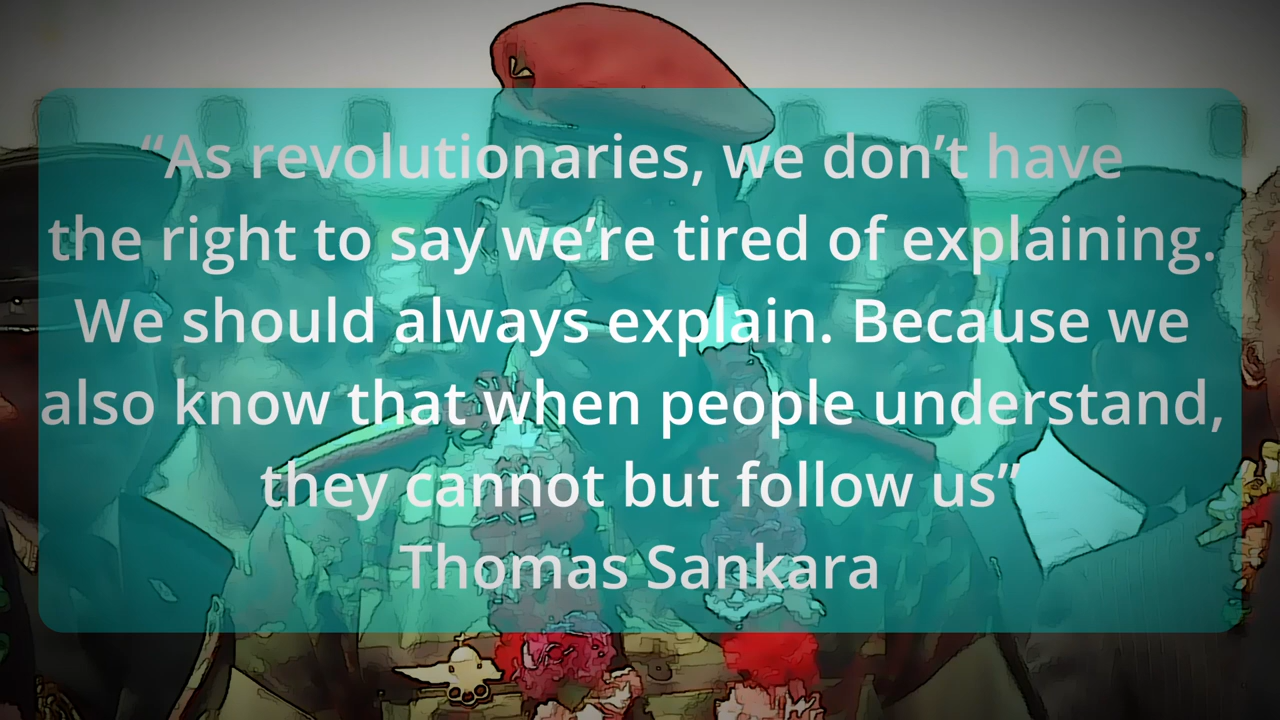 “As revolutionaries, we don’t have
the right to say we’re tired of explaining.
We should always explain. Because we
also know that when people understand,
they cannot but follow us”
Thomas Sankara